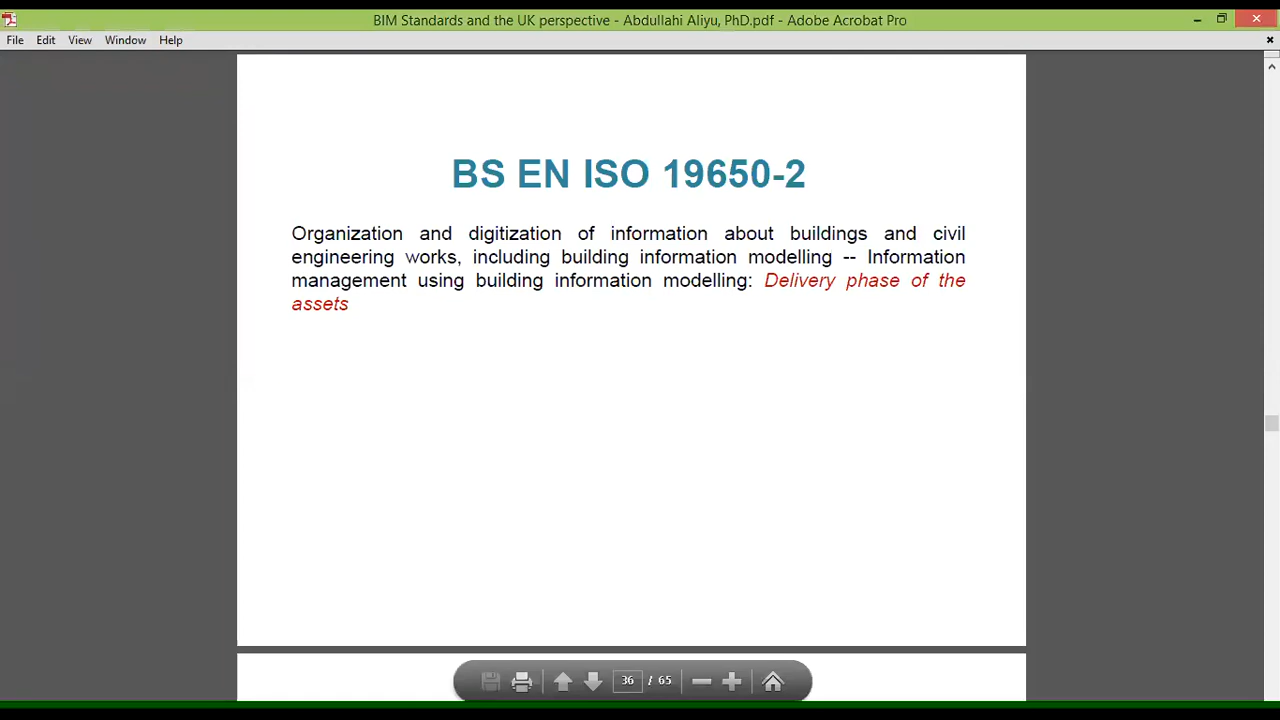 BIM Standards and the UK perspective - Abdullahi Aliyu, PhD.pdf - Adobe Acrobat Pro
File Edit View Window Help
BS EN ISO 19650-2
Organization and digitization of information about buildings and civil
engineering works, including building information modelling -- Information
management using building information modelling: Delivery phase of the
assets
36 / 65